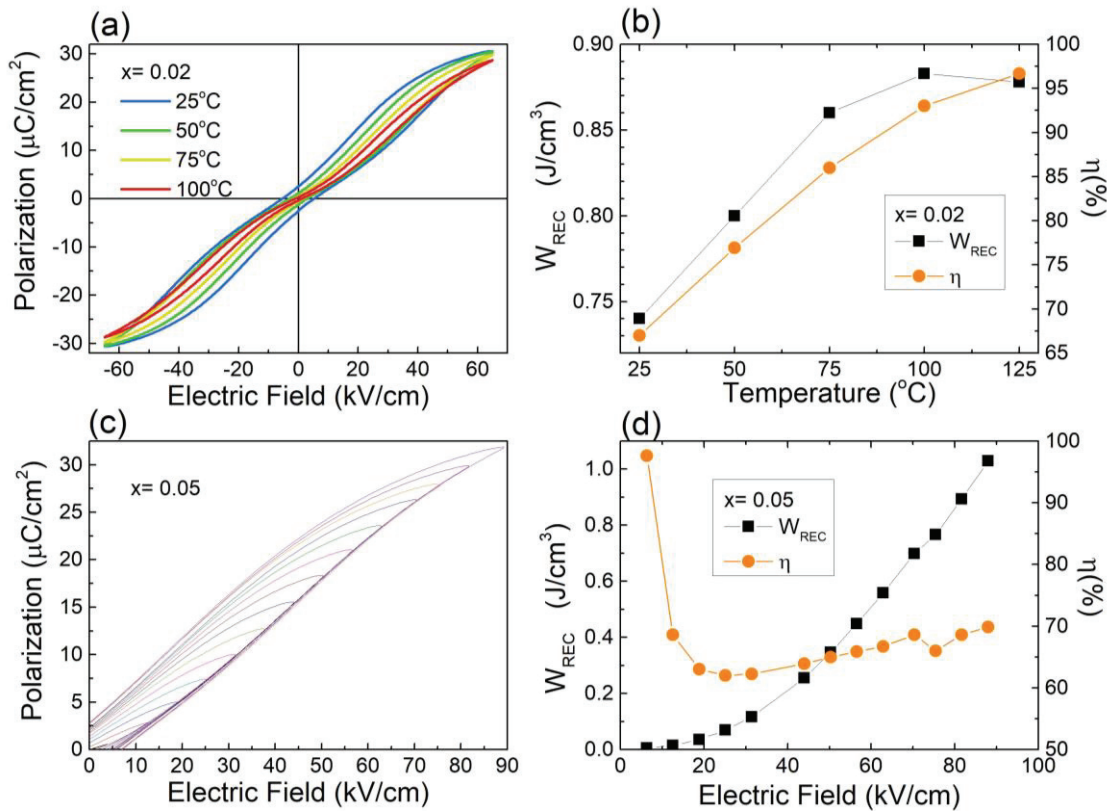 (a)
Polarization (μC/cm²)
30
20
10
0
-10
-20
-30
x= 0.02
25°C
50°C
75°C
100°C
-60 -40 -20 0 20 40 60
Electric Field (kV/cm)
(b)
W_REC (J/cm³)
0.90
0.85
0.80
0.75
x= 0.02
W_REC
η
100
95
90
85
80
75
70
65
η(%)
25 50 75 100 125
Temperature (°C)
(c)
Polarization (μC/cm²)
30
25
20
15
10
5
0
x= 0.05
0 10 20 30 40 50 60 70 80 90
Electric Field (kV/cm)
(d)
W_REC (J/cm³)
1.0
0.8
0.6
0.4
0.2
0.0
x= 0.05
W_REC
η
100
90
80
70
60
50
η(%)
0 20 40 60 80 100
Electric Field (kV/cm)